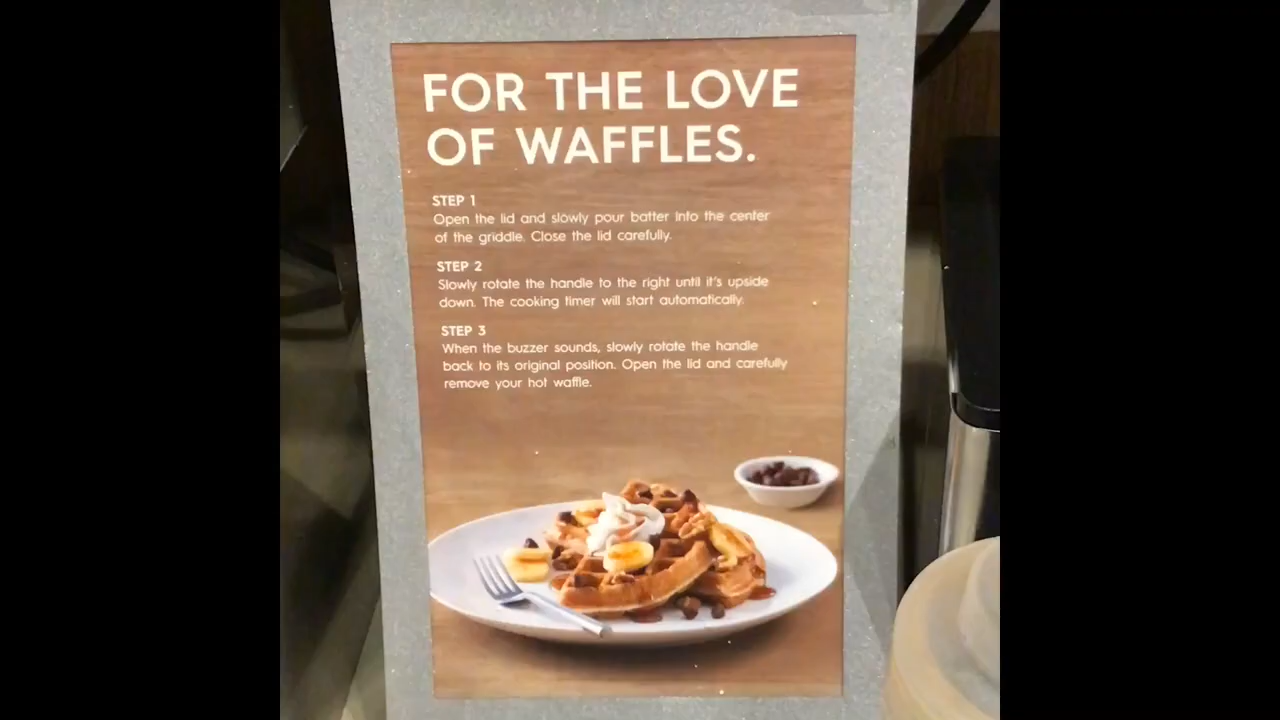 FOR THE LOVE
OF WAFFLES.
STEP 1
Open the lid and slowly pour batter into the center
of the griddle. Close the lid carefully.
STEP 2
Slowly rotate the handle to the right until it's upside
down. The cooking timer will start automatically.
STEP 3
When the buzzer sounds, slowly rotate the handle
back to its original position. Open the lid and carefully
remove your hot waffle.